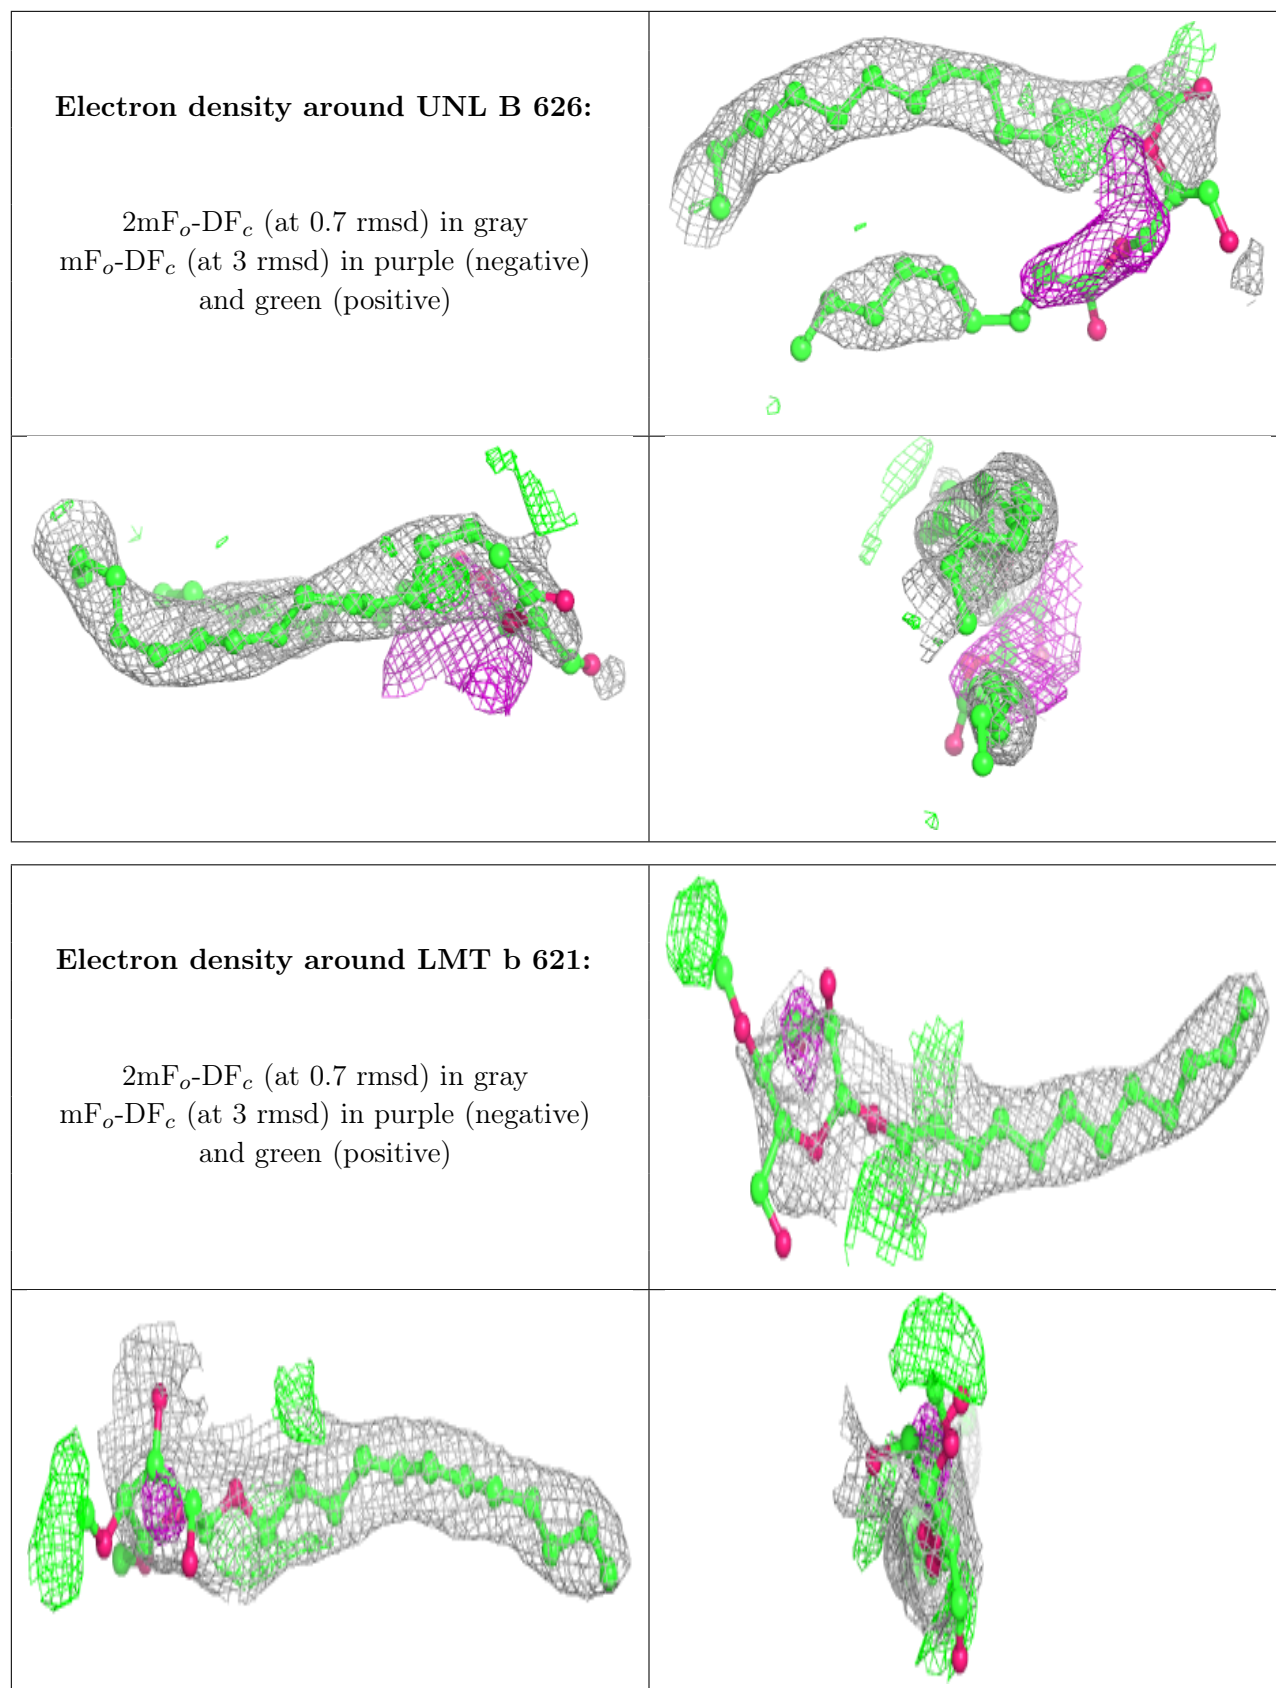 Electron density around UNL B 626:
2mFo-DFc (at 0.7 rmsd) in gray
mFo-DFc (at 3 rmsd) in purple (negative)
and green (positive)
Electron density around LMT b 621:
2mFo-DFc (at 0.7 rmsd) in gray
mFo-DFc (at 3 rmsd) in purple (negative)
and green (positive)